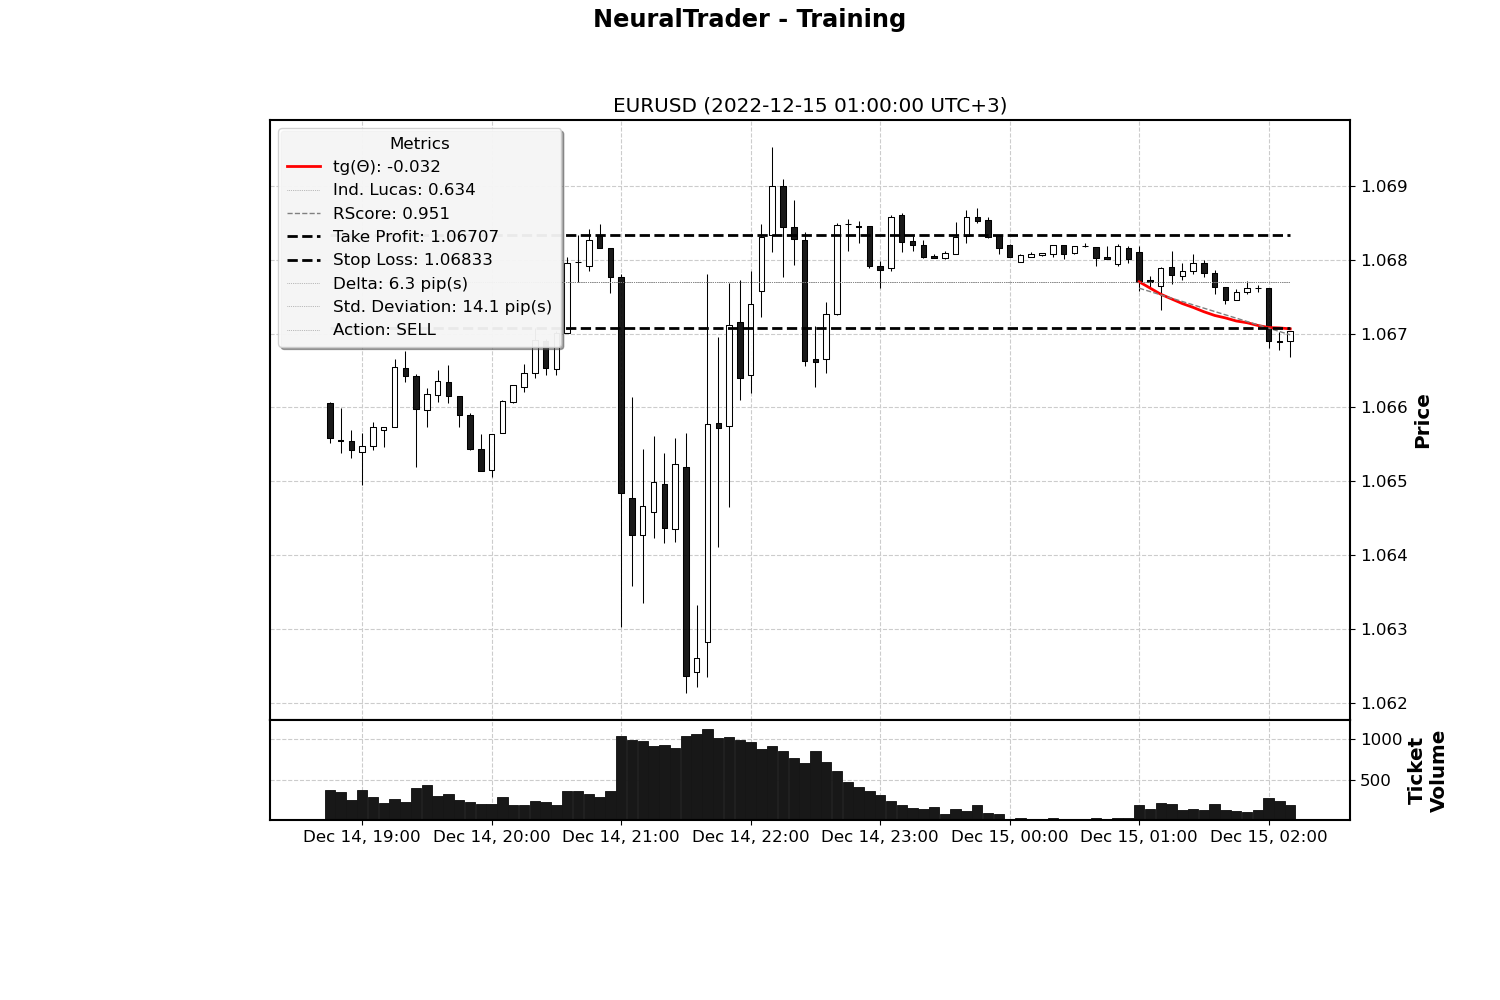 NeuralTrader - Training
EURUSD (2022-12-15 01:00:00 UTC+3)
Metrics
tg(Θ): -0.032
Ind. Lucas: 0.634
RScore: 0.951
Take Profit: 1.06707
Stop Loss: 1.06833
Delta: 6.3 pip(s)
Std. Deviation: 14.1 pip(s)
Action: SELL
1.069
1.068
1.067
1.066
1.065
1.064
1.063
1.062
Price
1000
500
Ticket
Volume
Dec 14, 19:00
Dec 14, 20:00
Dec 14, 21:00
Dec 14, 22:00
Dec 14, 23:00
Dec 15, 00:00
Dec 15, 01:00
Dec 15, 02:00